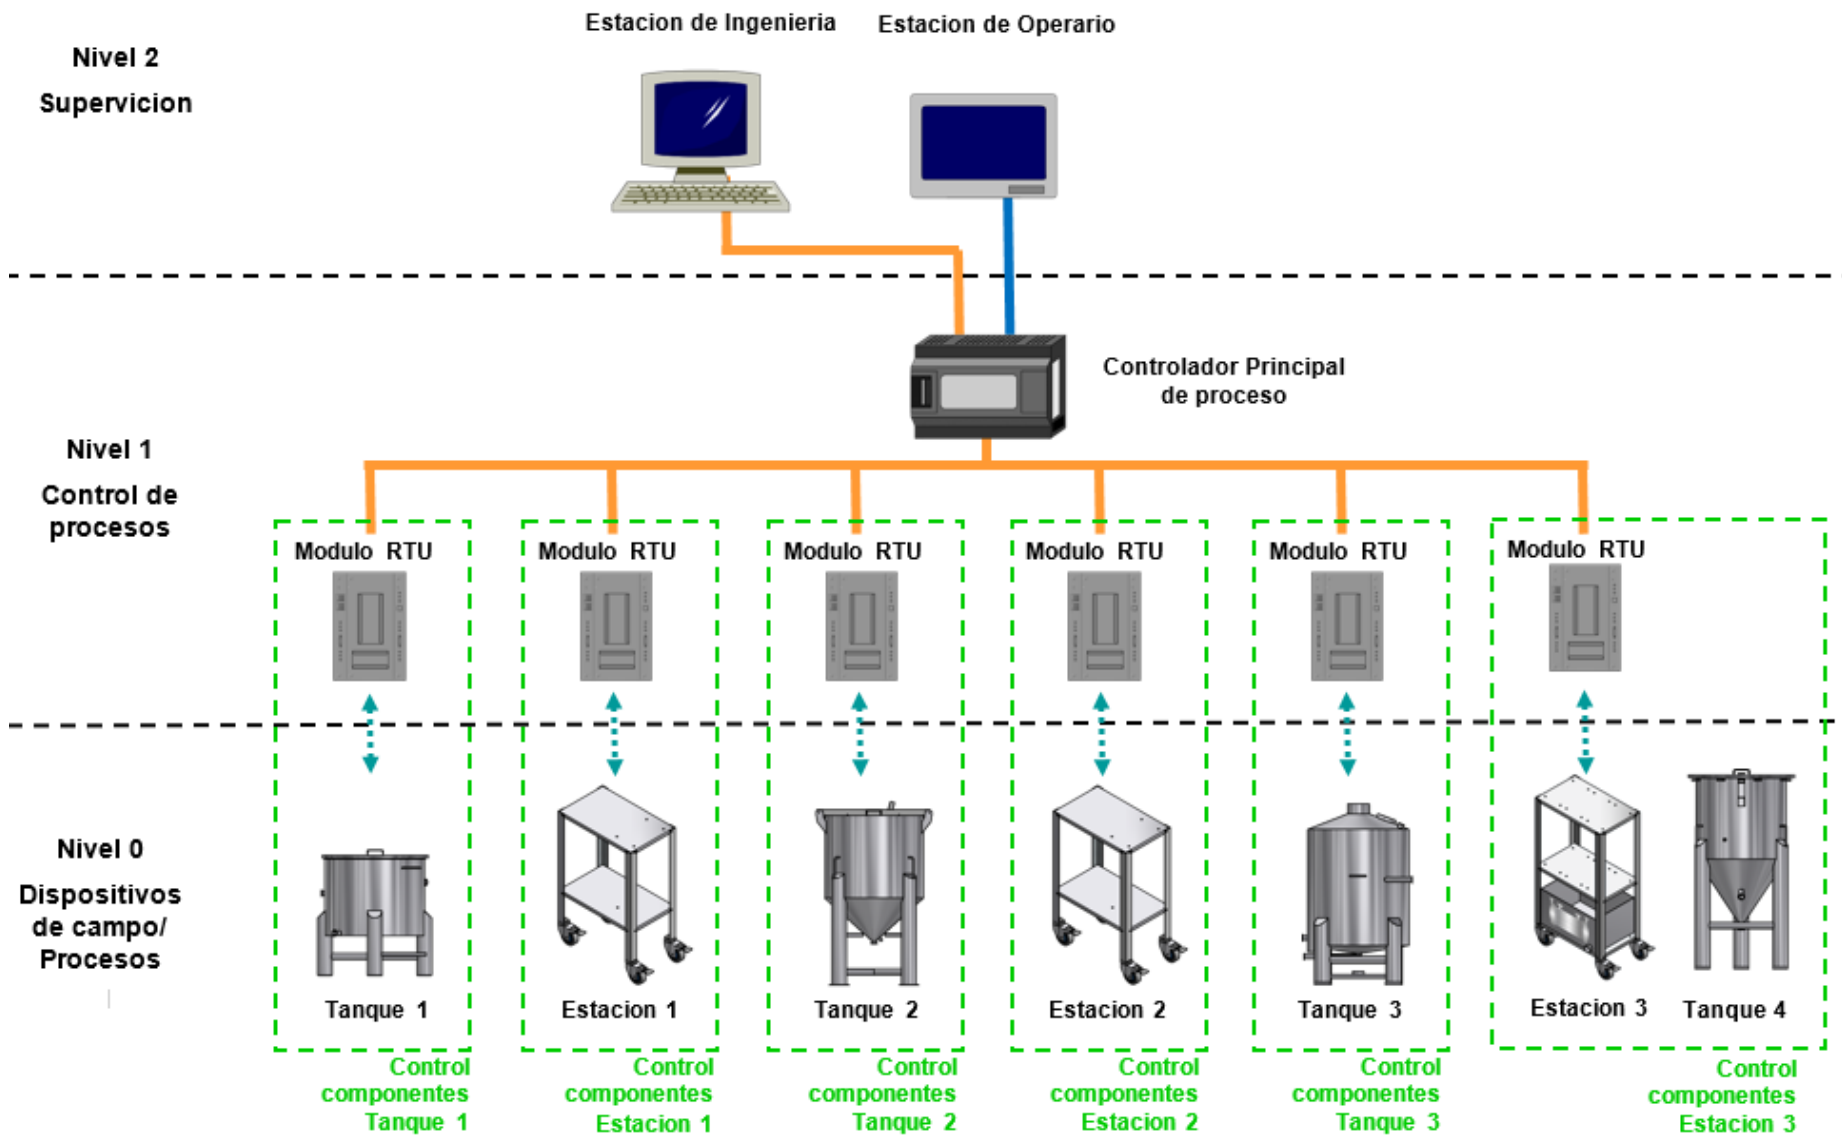 Estacion de Ingenieria
Estacion de Operario
Nivel 2
Supervicion
Controlador Principal
de proceso
Nivel 1
Control de
procesos
Modulo RTU
Modulo RTU
Modulo RTU
Modulo RTU
Modulo RTU
Modulo RTU
Nivel 0
Dispositivos
de campo/
Procesos
Tanque 1
Estacion 1
Tanque 2
Estacion 2
Tanque 3
Estacion 3
Tanque 4
Control
componentes
Tanque 1
Control
componentes
Estacion 1
Control
componentes
Tanque 2
Control
componentes
Estacion 2
Control
componentes
Tanque 3
Control
componentes
Estacion 3